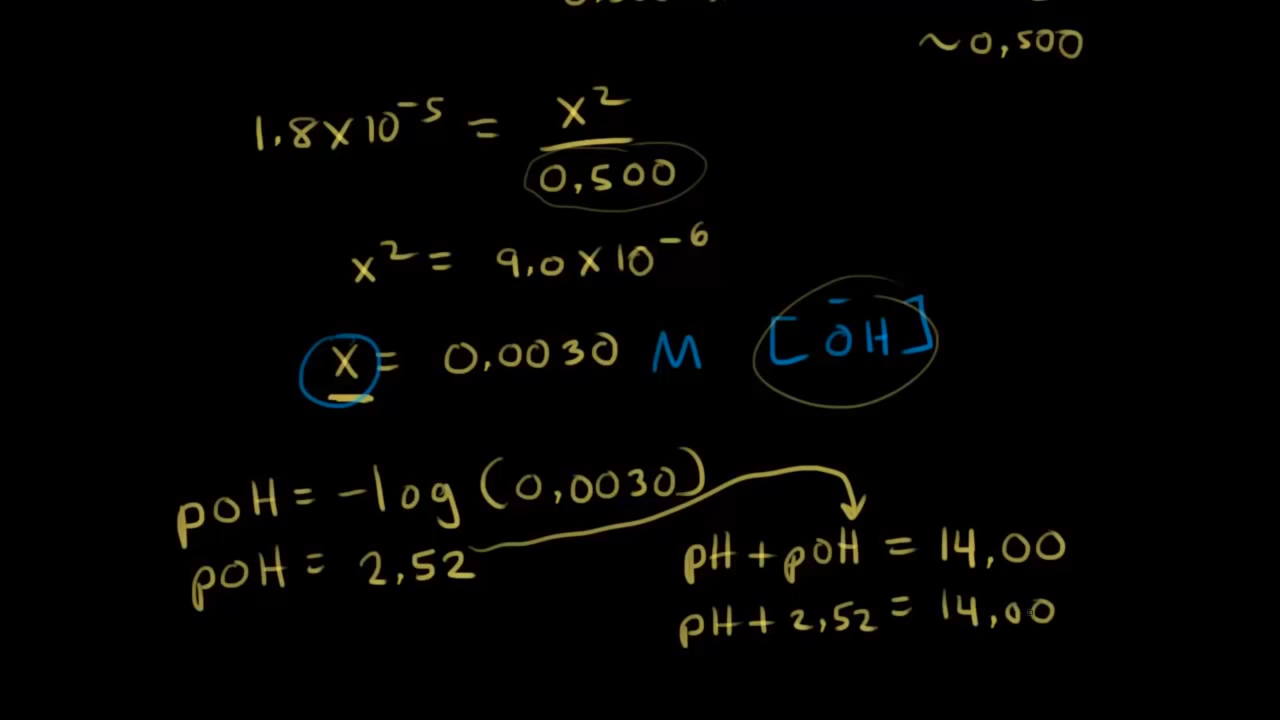 ~0,500
1.8x10^-5 = x^2/0,500
x^2 = 9.0x10^-6
x = 0,0030 M [ŌH]
pOH = -log (0,0030)
pOH = 2,52
pH + pOH = 14,00
pH + 2,52 = 14,00